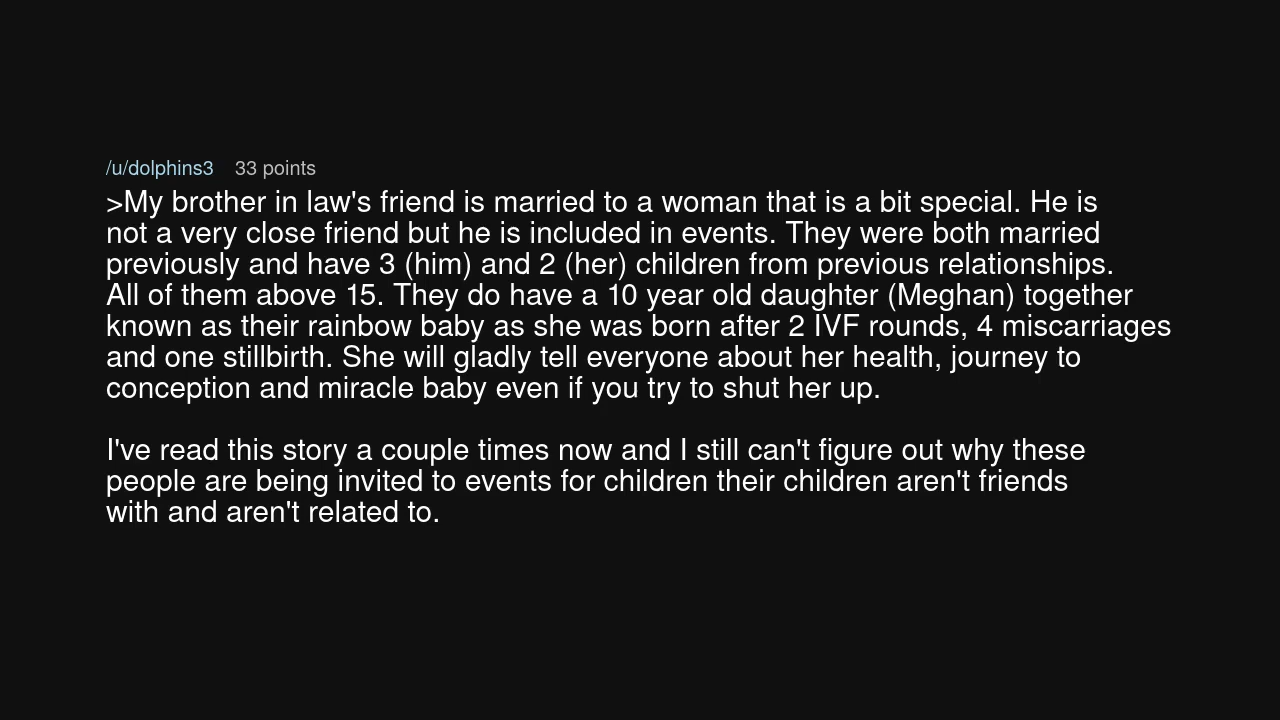 /u/dolphins3 33 points
>My brother in law's friend is married to a woman that is a bit special. He is
not a very close friend but he is included in events. They were both married
previously and have 3 (him) and 2 (her) children from previous relationships.
All of them above 15. They do have a 10 year old daughter (Meghan) together
known as their rainbow baby as she was born after 2 IVF rounds, 4 miscarriages
and one stillbirth. She will gladly tell everyone about her health, journey to
conception and miracle baby even if you try to shut her up.
I've read this story a couple times now and I still can't figure out why these
people are being invited to events for children their children aren't friends
with and aren't related to.